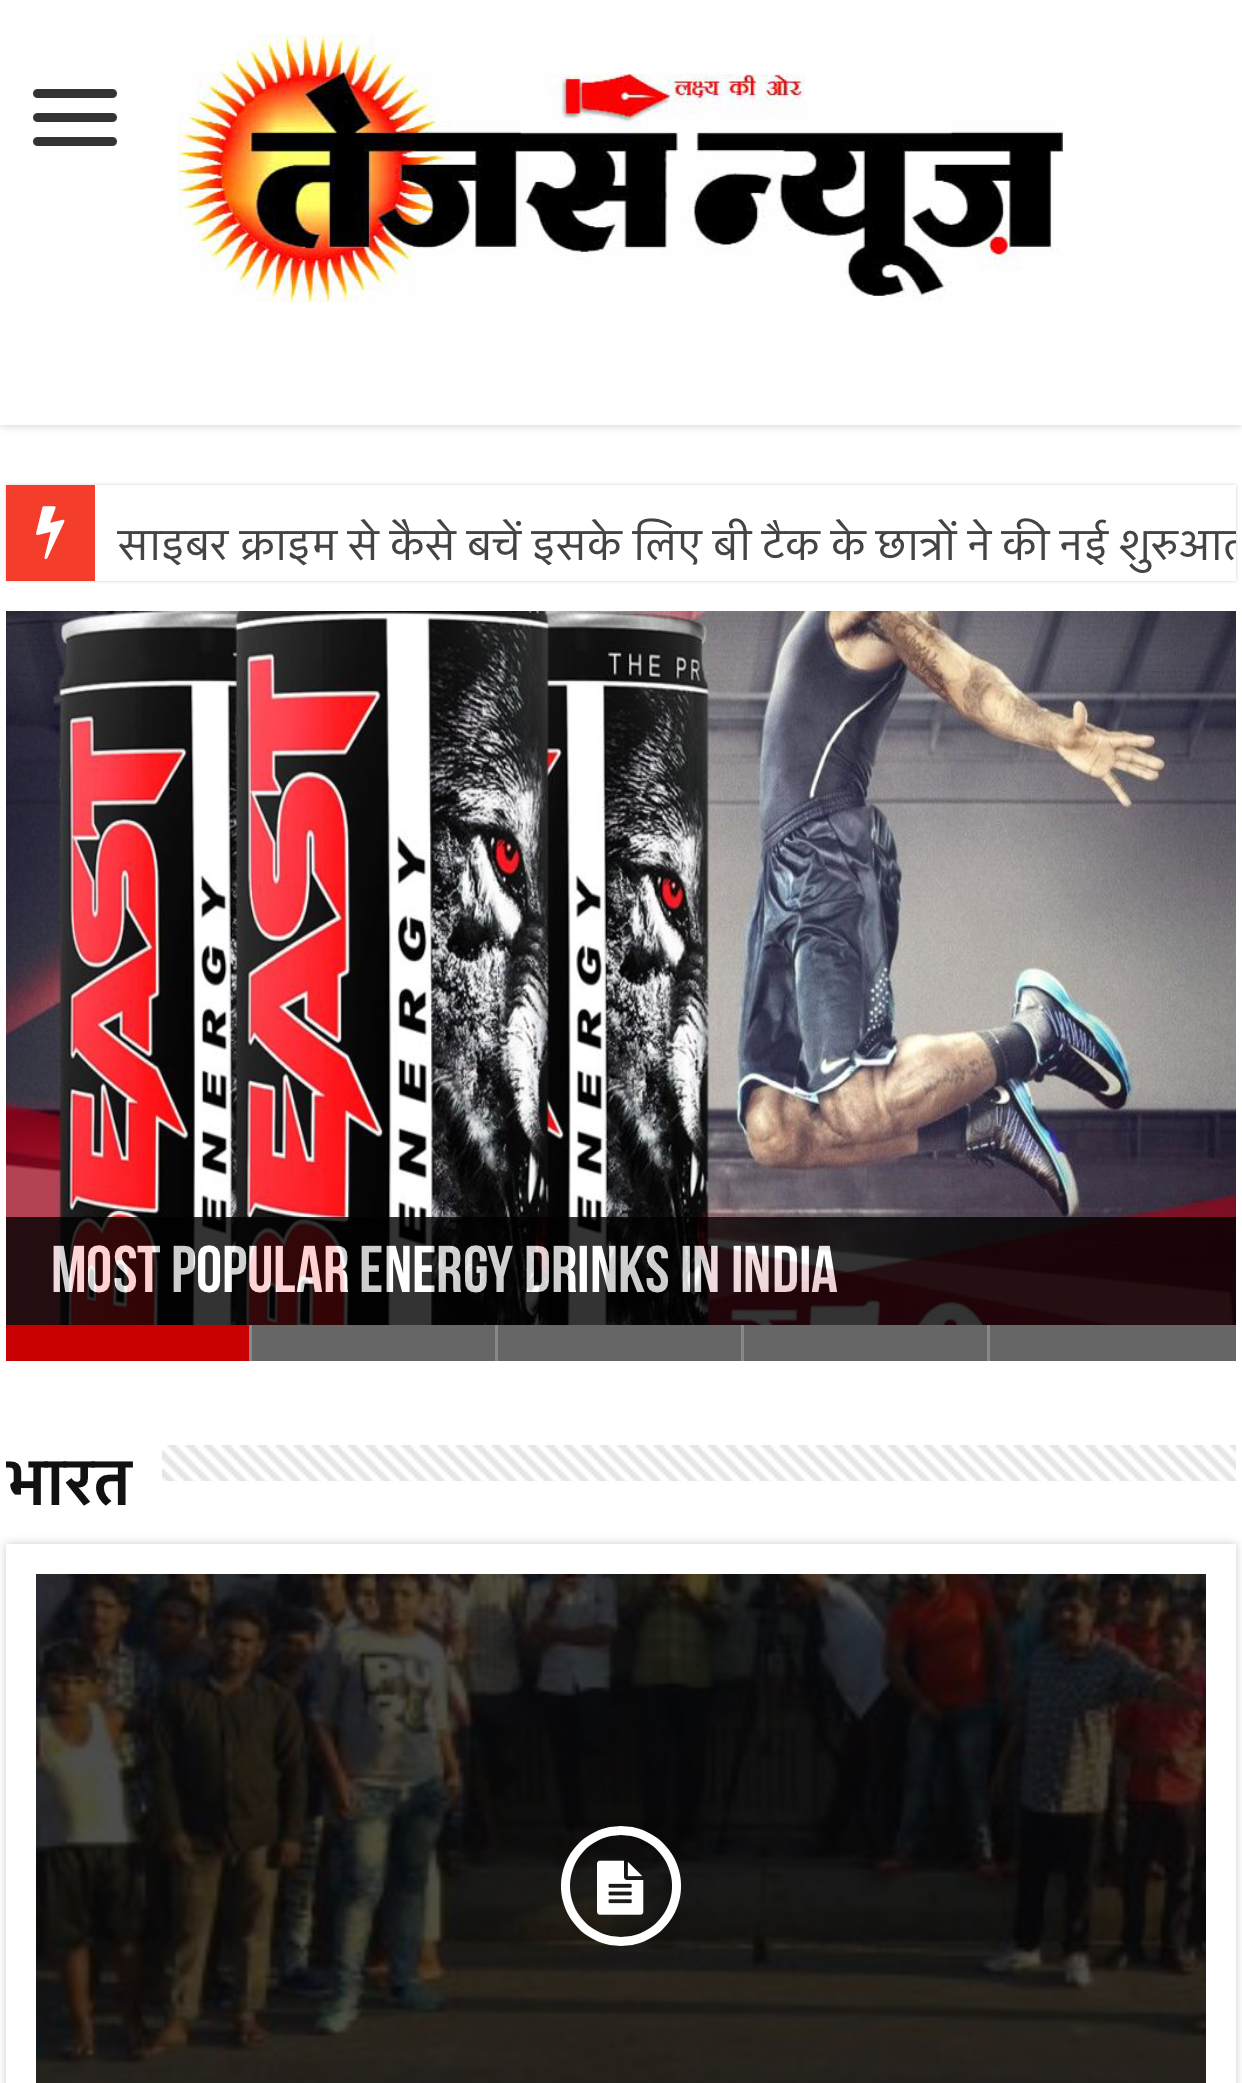 लक्ष्य की ओर
तेजस न्यूज़
साइबर क्राइम से कैसे बचें इसके लिए बी टैक के छात्रों ने की नई शुरुआत
THE PR
BEAST
ENERGY
BEAST
ENERGY
ENERGY
MOST POPULAR ENERGY DRINKS IN INDIA
भारत